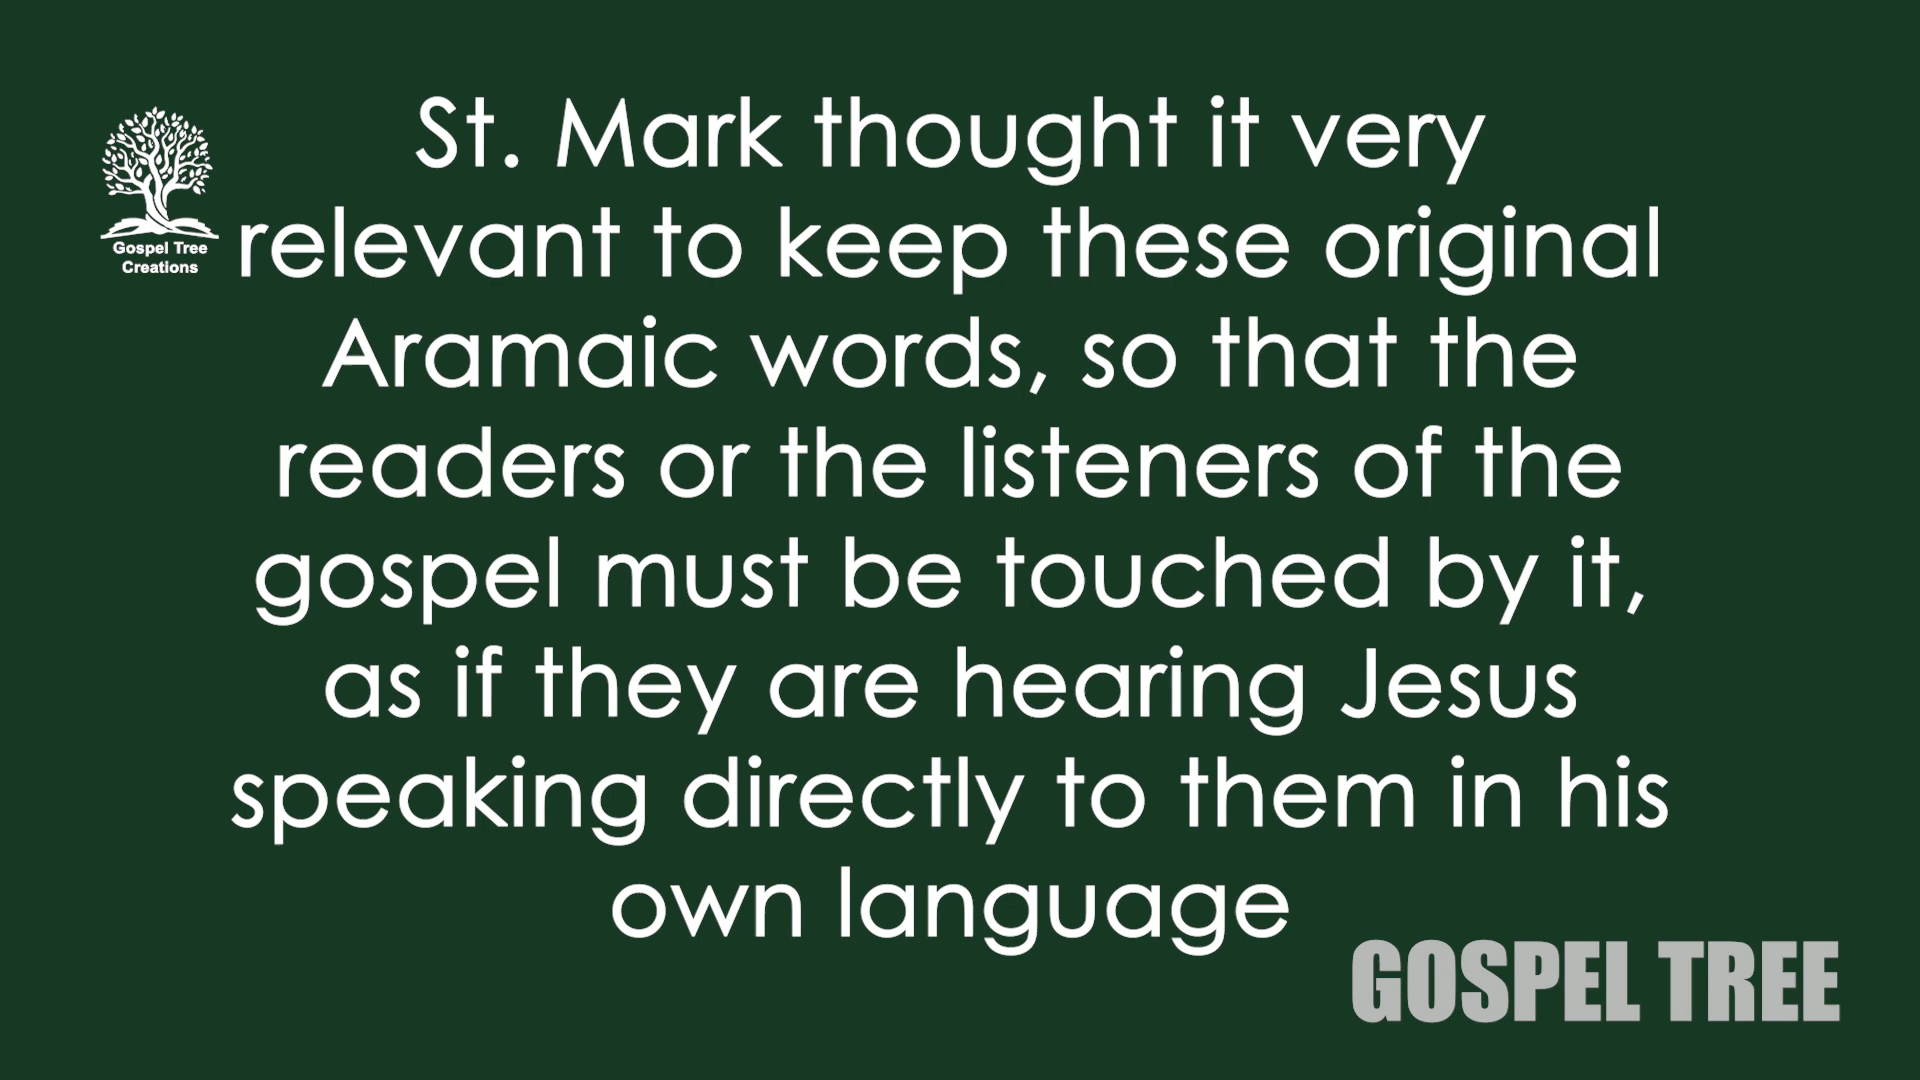 St. Mark thought it very
relevant to keep these original
Aramaic words, so that the
readers or the listeners of the
gospel must be touched by it,
as if they are hearing Jesus
speaking directly to them in his
own language
Gospel Tree
Creations
GOSPEL TREE